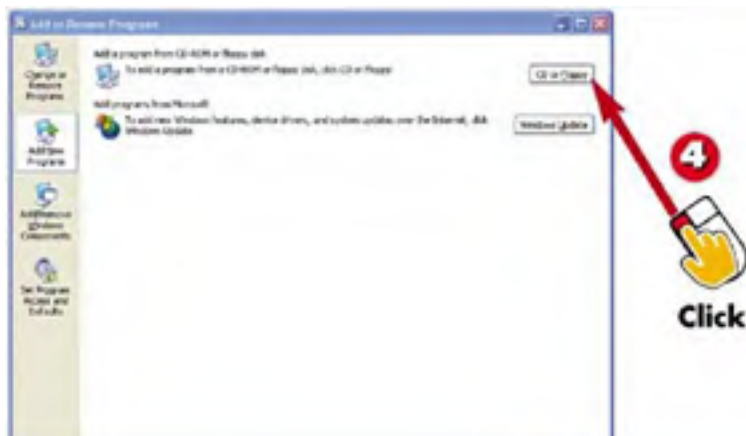 Add or Remove Programs
Change or
Remove
Programs
Add New
Programs
Add/Remove
Windows
Components
Set Program
Access and
Defaults
Add a program from CD-ROM or floppy disk
To add a program from a CD-ROM or floppy disk, click CD or Floppy.
CD or Floppy
Add programs from Microsoft
To add new Windows features, device drivers, and system updates over the Internet, click
Windows Update.
Windows Update
4
Click